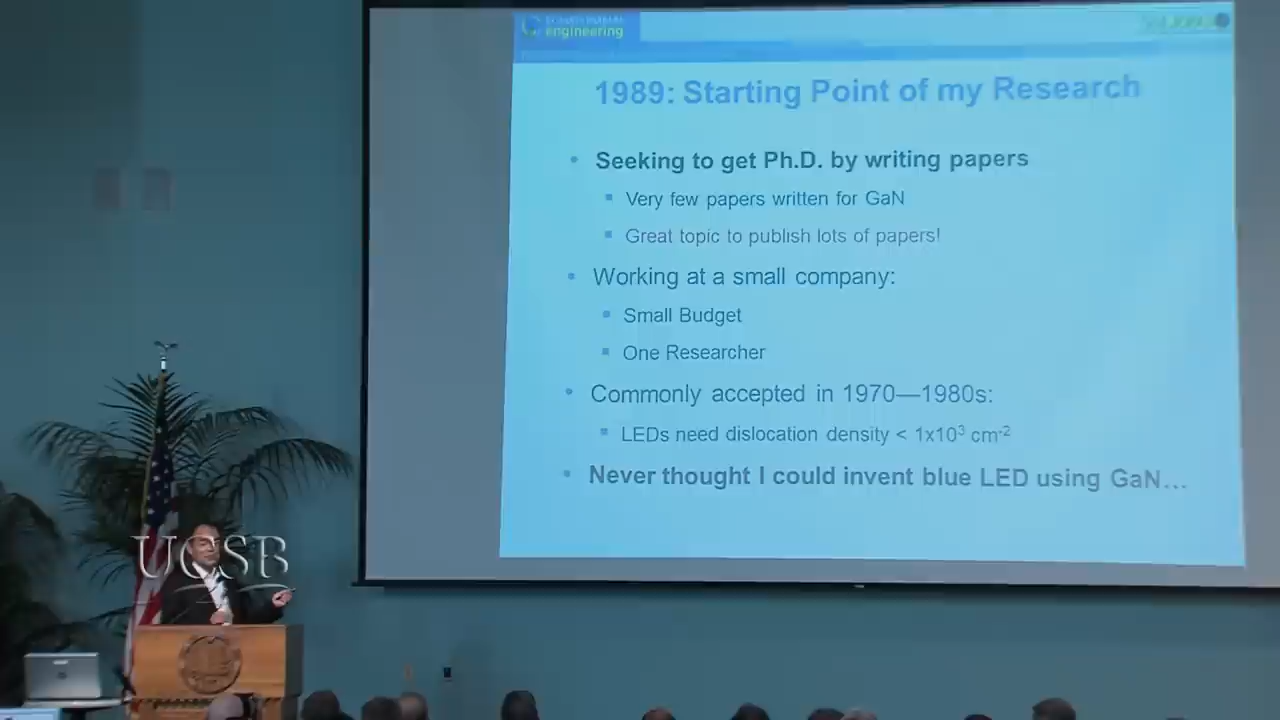 engineering
1989: Starting Point of my Research
• Seeking to get Ph.D. by writing papers
▪ Very few papers written for GaN
▪ Great topic to publish lots of papers!
• Working at a small company:
▪ Small Budget
▪ One Researcher
• Commonly accepted in 1970—1980s:
▪ LEDs need dislocation density < 1x10³ cm⁻²
• Never thought I could invent blue LED using GaN...
UCSB